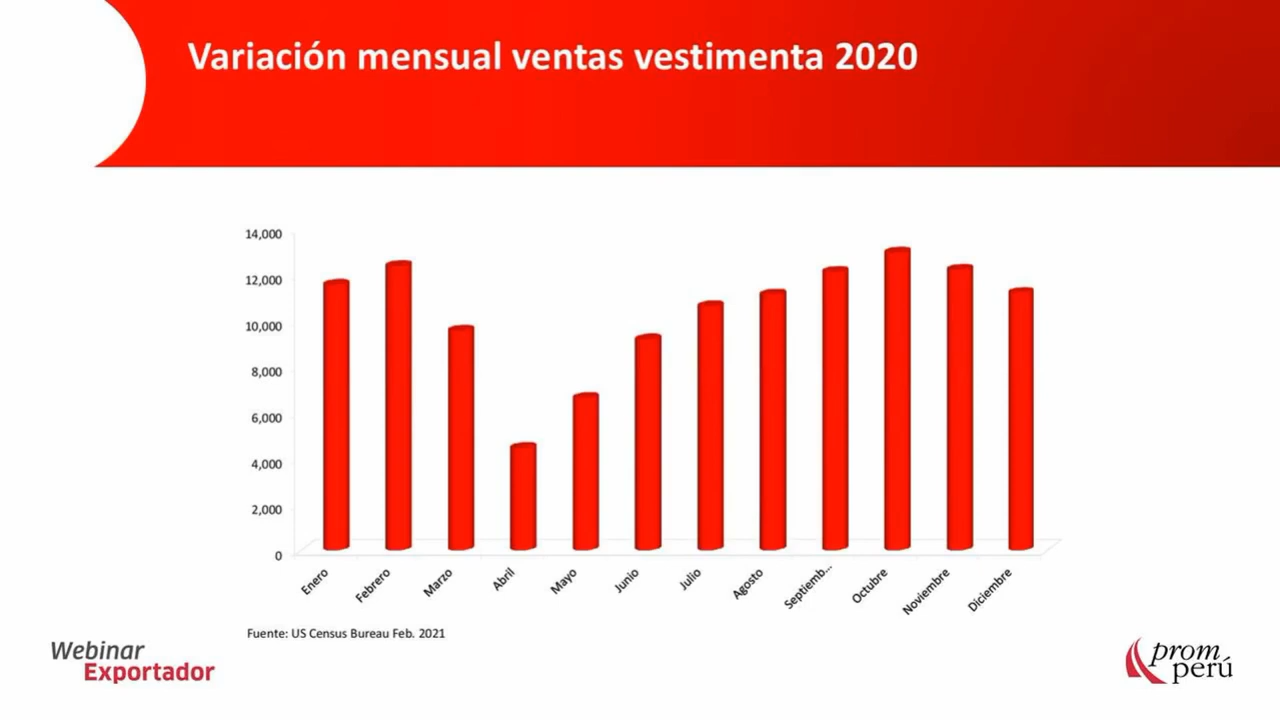 Variación mensual ventas vestimenta 2020
14,000
12,000
10,000
8,000
6,000
4,000
2,000
0
Enero
Febrero
Marzo
Abril
Mayo
Junio
Julio
Agosto
Septiemb...
Octubre
Noviembre
Diciembre
Fuente: US Census Bureau Feb. 2021
Webinar
Exportador
prom
perú